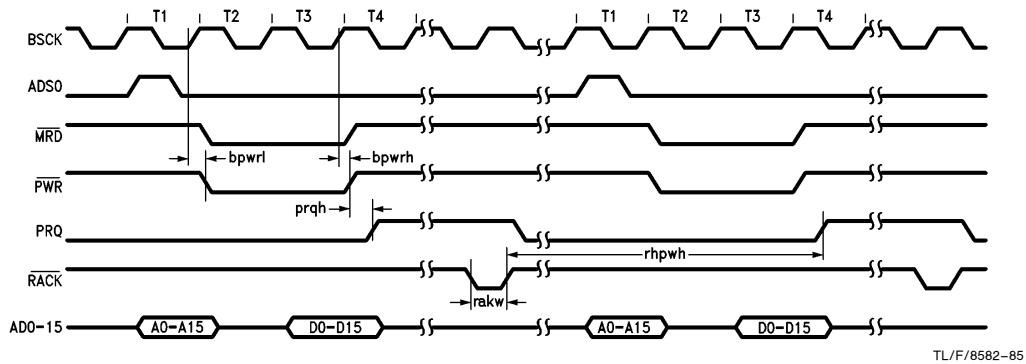 T1 T2 T3 T4 T1 T2 T3 T4
BSCK
ADS0
MRD
bpwrl bpwrh
PWR
prqh
PRQ
rhpwh
RACK
rakw
AD0-15 A0-A15 D0-D15 A0-A15 D0-D15
TL/F/8582-85